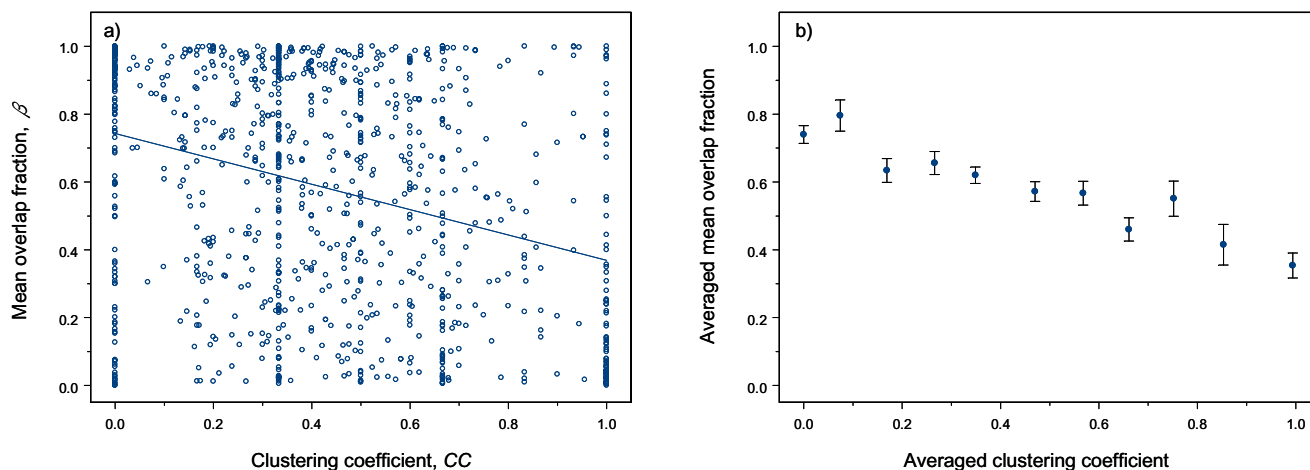 a)
1.0
0.8
0.6
0.4
0.2
0.0
Mean overlap fraction, β
0.0 0.2 0.4 0.6 0.8 1.0
Clustering coefficient, CC
b)
1.0
0.8
0.6
0.4
0.2
0.0
Averaged mean overlap fraction
0.0 0.2 0.4 0.6 0.8 1.0
Averaged clustering coefficient